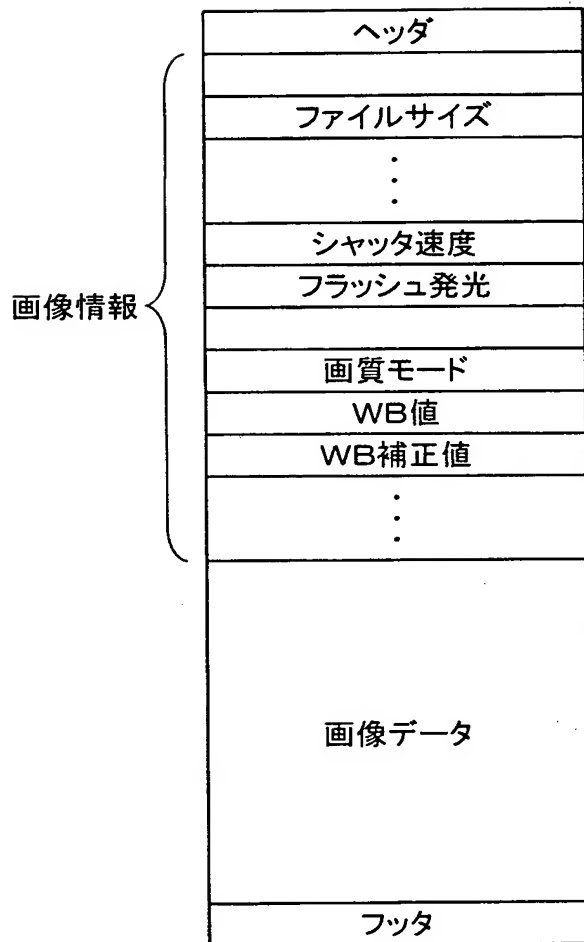 ヘッダ
ファイルサイズ
・
・
・
シャッタ速度
フラッシュ発光
画像情報
画質モード
WB値
WB補正値
・
・
・
画像データ
フッタ